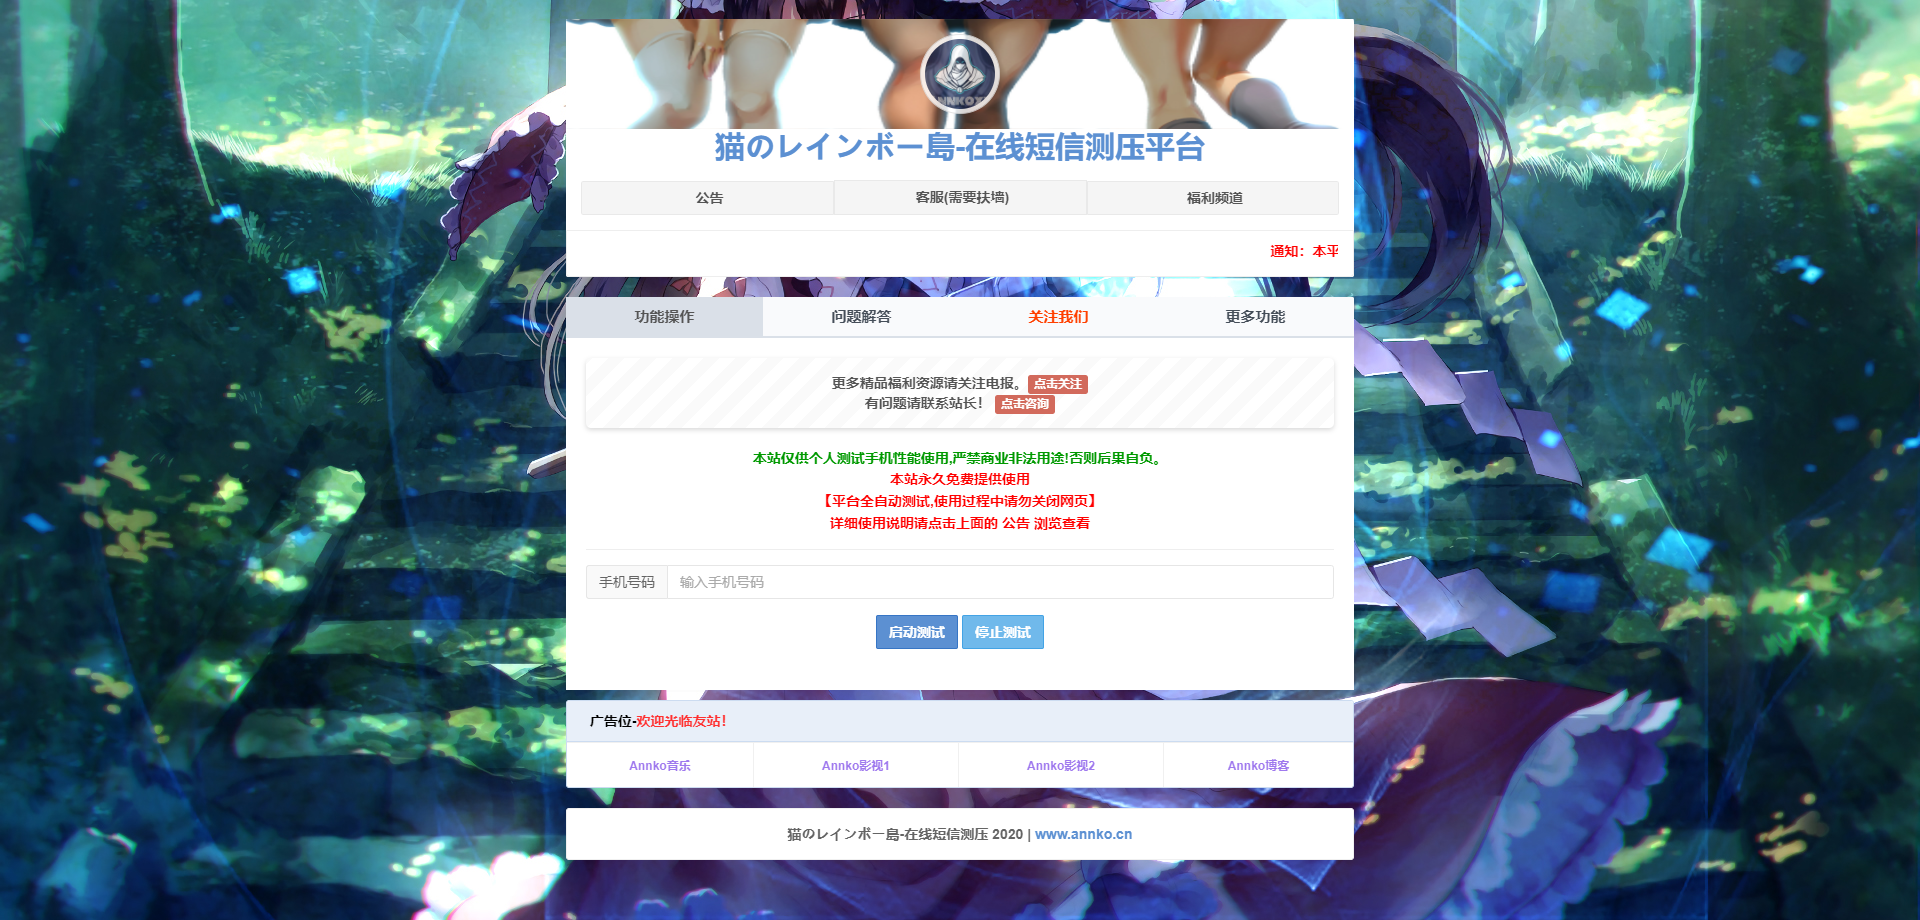 NNKOX
猫のレインボー島-在线短信测压平台
公告
客服(需要扶墙)
福利频道
通知：本平
功能操作
问题解答
关注我们
更多功能
更多精品福利资源请关注电报。 点击关注
有问题请联系站长！ 点击咨询
本站仅供个人测试手机性能使用,严禁商业非法用途!否则后果自负。
本站永久免费提供使用
【平台全自动测试,使用过程中请勿关闭网页】
详细使用说明请点击上面的 公告 浏览查看
手机号码
输入手机号码
启动测试
停止测试
广告位-欢迎光临友站！
Annko音乐
Annko影视1
Annko影视2
Annko博客
猫のレインボー島-在线短信测压 2020 | www.annko.cn